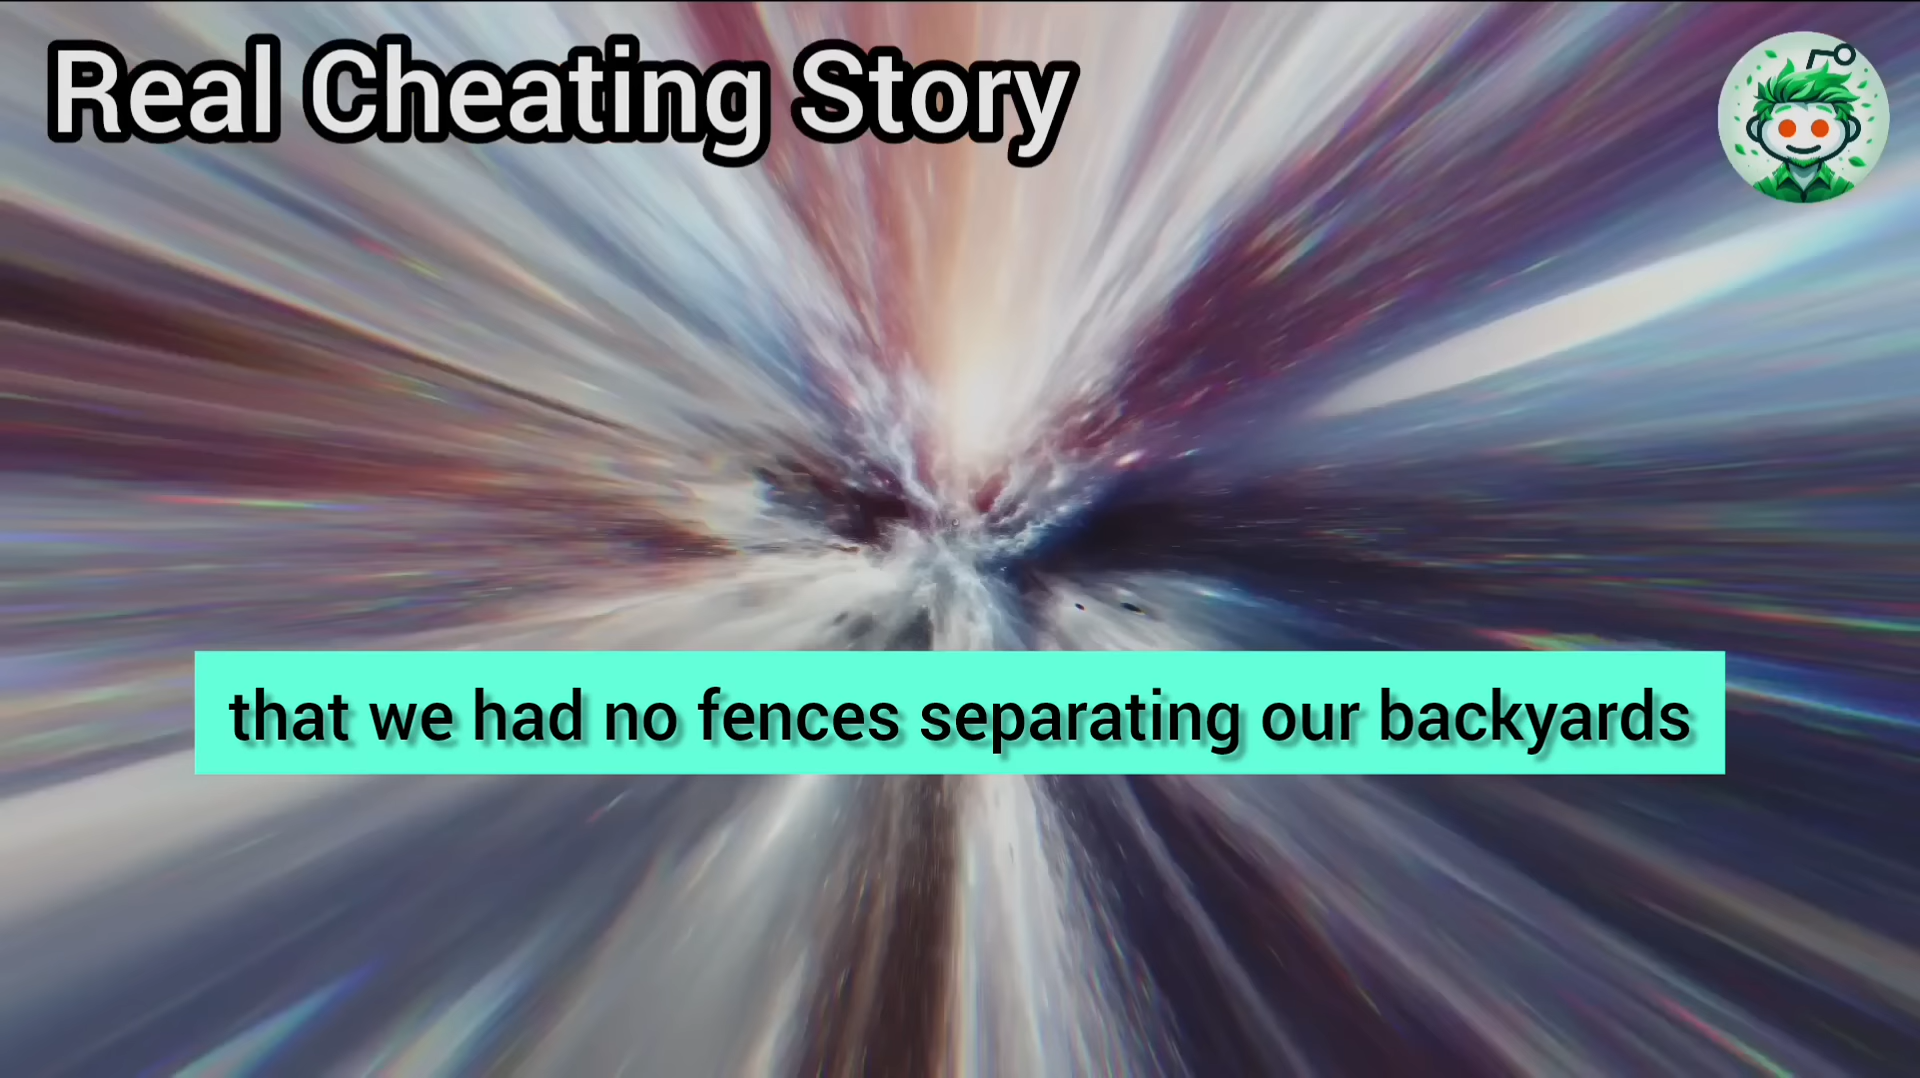 Real Cheating Story
that we had no fences separating our backyards